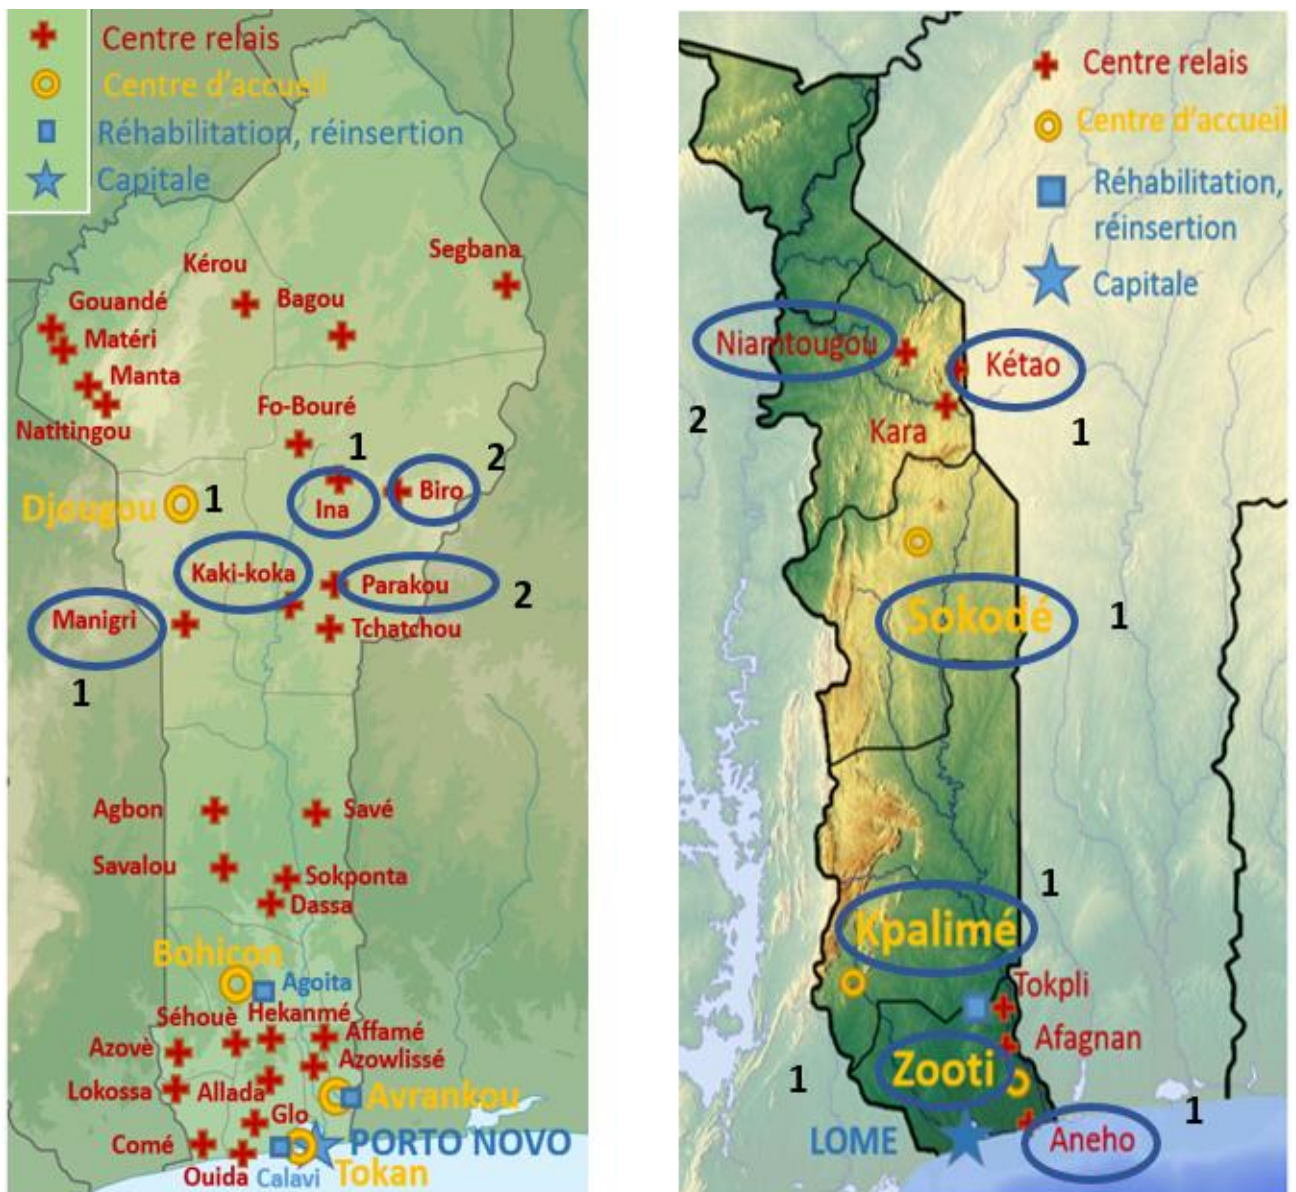 Centre relais
Centre d'accueil
Réhabilitation, réinsertion
Capitale
Segbana
Kérou
Gouandé
Bagou
Matéri
Manta
Fo-Bouré
Natitingou
1
2
Djougou
1
Ina
Biro
Kaki-koka
Parakou
2
Manigri
Tchatchou
1
Agbon
Savé
Savalou
Sokponta
Dassa
Bohicon
Agoita
Séhouè
Hekanmé
Affamé
Azovè
Azowlissé
Lokossa
Allada
Avrankou
Glo
Comé
PORTO NOVO
Ouida
Calavi
Tokan
Centre relais
Centre d'accueil
Réhabilitation,
réinsertion
Capitale
Niamtougou
Kétao
2
Kara
1
Sokodé
1
1
Kpalimé
Tokpli
Afagnan
Zooti
1
1
LOME
Aneho